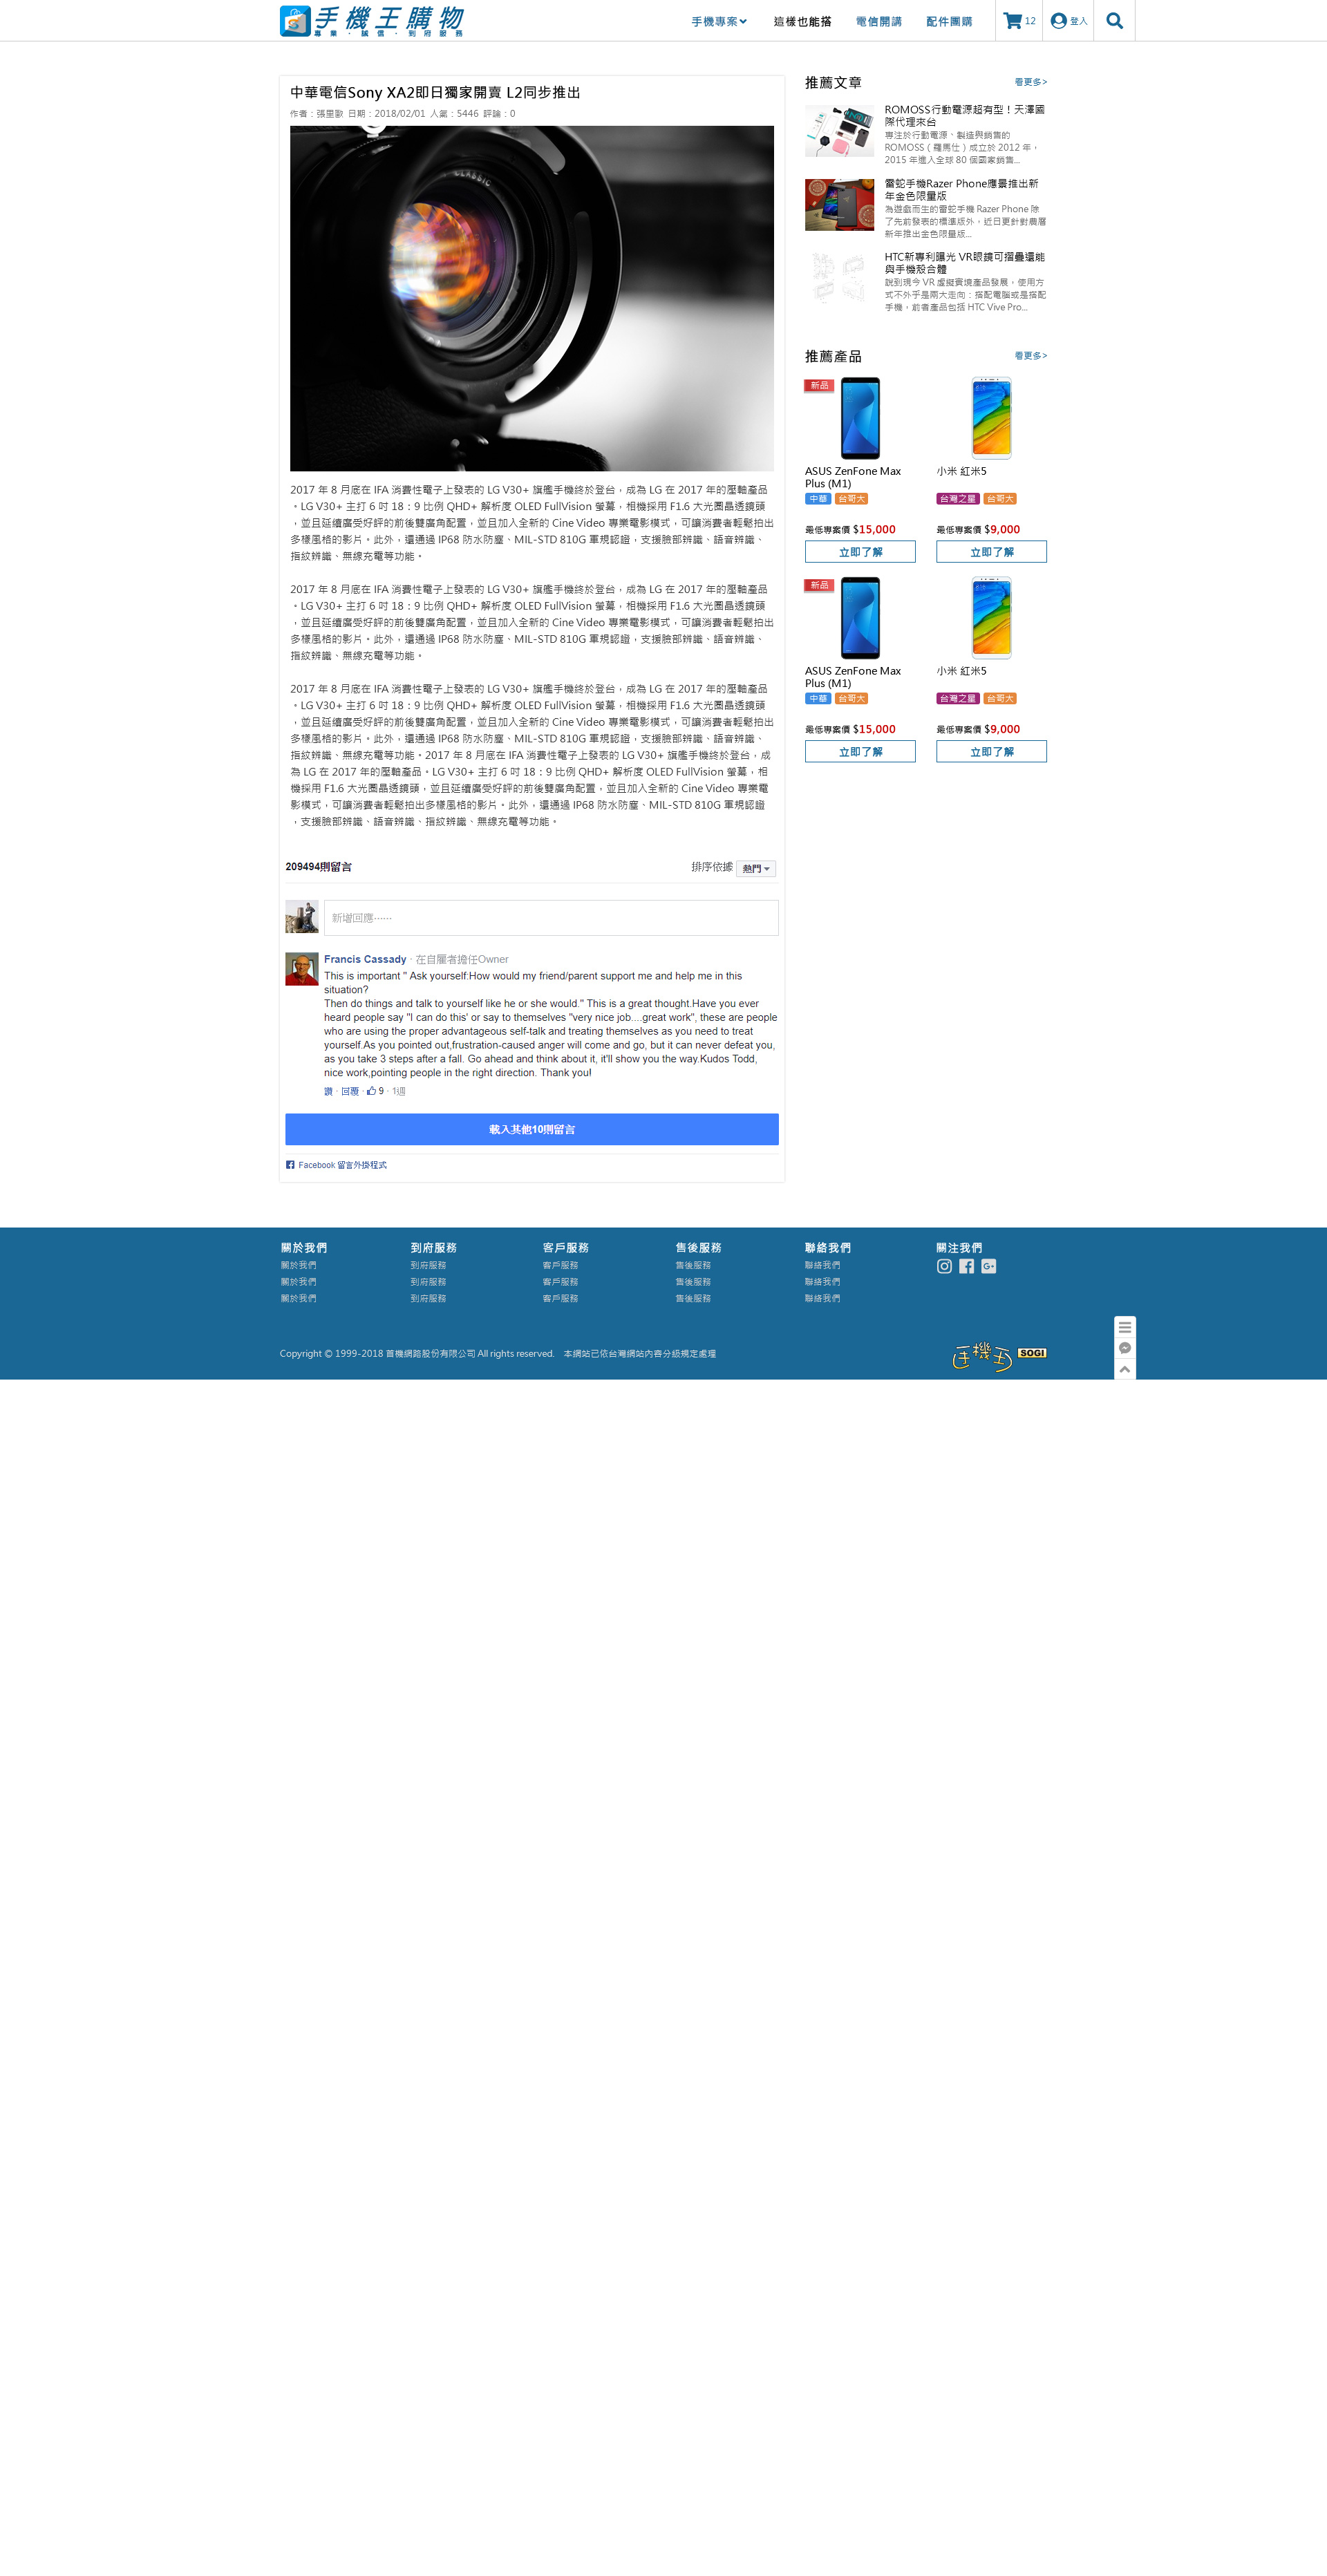 手機王購物
專業．誠信．到府服務
手機專案
這樣也能搭
電信開講
配件團購
12
登入
中華電信Sony XA2即日獨家開賣 L2同步推出
作者：張里歐 日期：2018/02/01 人氣：5446 評論：0
CLASSIC
2017 年 8 月底在 IFA 消費性電子上發表的 LG V30+ 旗艦手機終於登台，成為 LG 在 2017 年的壓軸產品
。LG V30+ 主打 6 吋 18：9 比例 QHD+ 解析度 OLED FullVision 螢幕，相機採用 F1.6 大光圈晶透鏡頭
，並且延續廣受好評的前後雙廣角配置，並且加入全新的 Cine Video 專業電影模式，可讓消費者輕鬆拍出
多樣風格的影片。此外，還通過 IP68 防水防塵、MIL-STD 810G 軍規認證，支援臉部辨識、語音辨識、
指紋辨識、無線充電等功能。
2017 年 8 月底在 IFA 消費性電子上發表的 LG V30+ 旗艦手機終於登台，成為 LG 在 2017 年的壓軸產品
。LG V30+ 主打 6 吋 18：9 比例 QHD+ 解析度 OLED FullVision 螢幕，相機採用 F1.6 大光圈晶透鏡頭
，並且延續廣受好評的前後雙廣角配置，並且加入全新的 Cine Video 專業電影模式，可讓消費者輕鬆拍出
多樣風格的影片。此外，還通過 IP68 防水防塵、MIL-STD 810G 軍規認證，支援臉部辨識、語音辨識、
指紋辨識、無線充電等功能。
2017 年 8 月底在 IFA 消費性電子上發表的 LG V30+ 旗艦手機終於登台，成為 LG 在 2017 年的壓軸產品
。LG V30+ 主打 6 吋 18：9 比例 QHD+ 解析度 OLED FullVision 螢幕，相機採用 F1.6 大光圈晶透鏡頭
，並且延續廣受好評的前後雙廣角配置，並且加入全新的 Cine Video 專業電影模式，可讓消費者輕鬆拍出
多樣風格的影片。此外，還通過 IP68 防水防塵、MIL-STD 810G 軍規認證，支援臉部辨識、語音辨識、
指紋辨識、無線充電等功能。2017 年 8 月底在 IFA 消費性電子上發表的 LG V30+ 旗艦手機終於登台，成
為 LG 在 2017 年的壓軸產品。LG V30+ 主打 6 吋 18：9 比例 QHD+ 解析度 OLED FullVision 螢幕，相
機採用 F1.6 大光圈晶透鏡頭，並且延續廣受好評的前後雙廣角配置，並且加入全新的 Cine Video 專業電
影模式，可讓消費者輕鬆拍出多樣風格的影片。此外，還通過 IP68 防水防塵、MIL-STD 810G 軍規認證
，支援臉部辨識、語音辨識、指紋辨識、無線充電等功能。
209494則留言
排序依據 熱門
新增回應......
Francis Cassady · 在自屬者擔任Owner
This is important " Ask yourself:How would my friend/parent support me and help me in this
situation?
Then do things and talk to yourself like he or she would." This is a great thought.Have you ever
heard people say "I can do this' or say to themselves "very nice job....great work", these are people
who are using the proper advantageous self-talk and treating themselves as you need to treat
yourself.As you pointed out,frustration-caused anger will come and go, but it can never defeat you,
as you take 3 steps after a fall. Go ahead and think about it, it'll show you the way.Kudos Todd,
nice work,pointing people in the right direction. Thank you!
讚 · 回覆 · 9 · 1週
載入其他10則留言
Facebook 留言外掛程式
推薦文章
看更多>
ROMOSS行動電源超有型！天澤國
際代理來台
專注於行動電源、製造與銷售的
ROMOSS（羅馬仕）成立於 2012 年，
2015 年進入全球 80 個國家銷售...
雷蛇手機Razer Phone應景推出新
年金色限量版
為遊戲而生的雷蛇手機 Razer Phone 除
了先前發表的標準版外，近日更針對農曆
新年推出金色限量版...
HTC新專利曝光 VR眼鏡可摺疊還能
與手機殼合體
說到現今 VR 虛擬實境產品發展，使用方
式不外乎是兩大走向：搭配電腦或是搭配
手機，前者產品包括 HTC Vive Pro...
推薦產品
看更多>
新品
ASUS ZenFone Max
Plus (M1)
中華 台哥大
最低專案價 $15,000
立即了解
小米 紅米5
台灣之星 台哥大
最低專案價 $9,000
立即了解
新品
ASUS ZenFone Max
Plus (M1)
中華 台哥大
最低專案價 $15,000
立即了解
小米 紅米5
台灣之星 台哥大
最低專案價 $9,000
立即了解
關於我們
關於我們
關於我們
關於我們
到府服務
到府服務
到府服務
到府服務
客戶服務
客戶服務
客戶服務
客戶服務
售後服務
售後服務
售後服務
售後服務
聯絡我們
聯絡我們
聯絡我們
聯絡我們
關注我們
Copyright © 1999-2018 首機網路股份有限公司 All rights reserved. 本網站已依台灣網站內容分級規定處理
手機王
SOGI